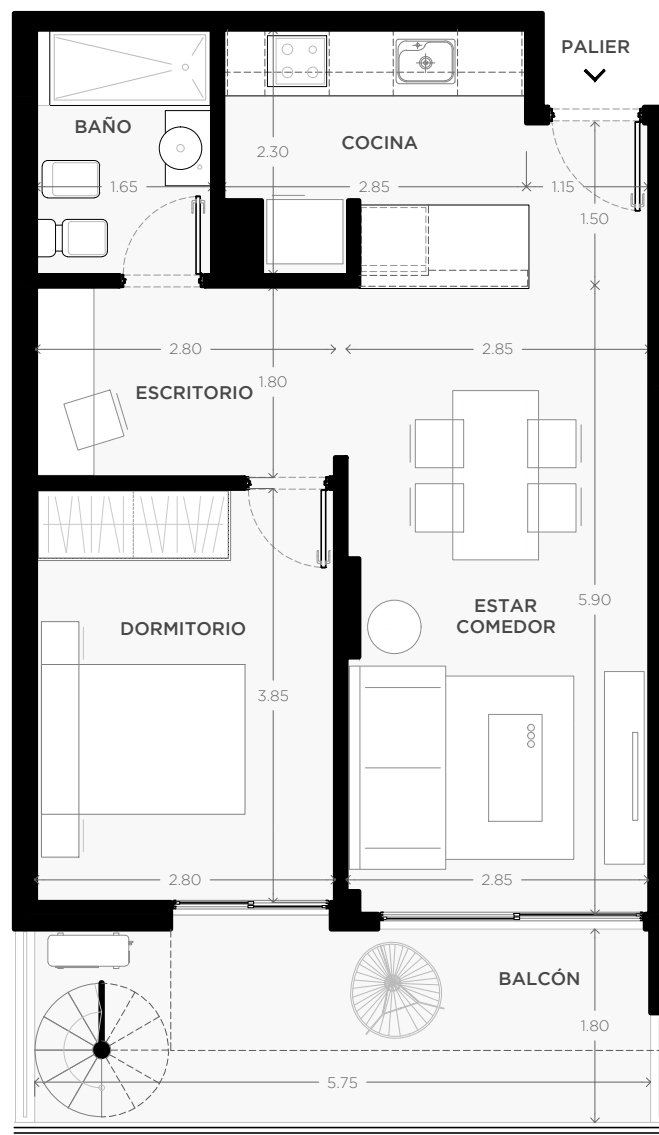 PALIER
BAÑO
COCINA
2.30
1.65
2.85
1.15
1.50
2.80
2.85
1.80
ESCRITORIO
5.90
ESTAR
COMEDOR
DORMITORIO
3.85
2.80
2.85
BALCÓN
1.80
5.75